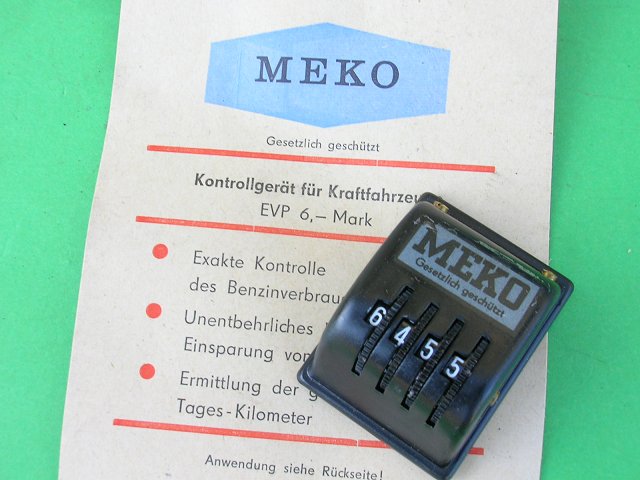 MEKO
Gesetzlich geschützt
Kontrollgerät für Kraftfahrzeu
EVP 6,— Mark
Exakte Kontrolle
des Benzinverbrau
Unentbehrliches
Einsparung von
Ermittlung der g
Tages-Kilometer
Anwendung siehe Rückseite!
MEKO
Gesetzlich geschützt
6 4 5 5